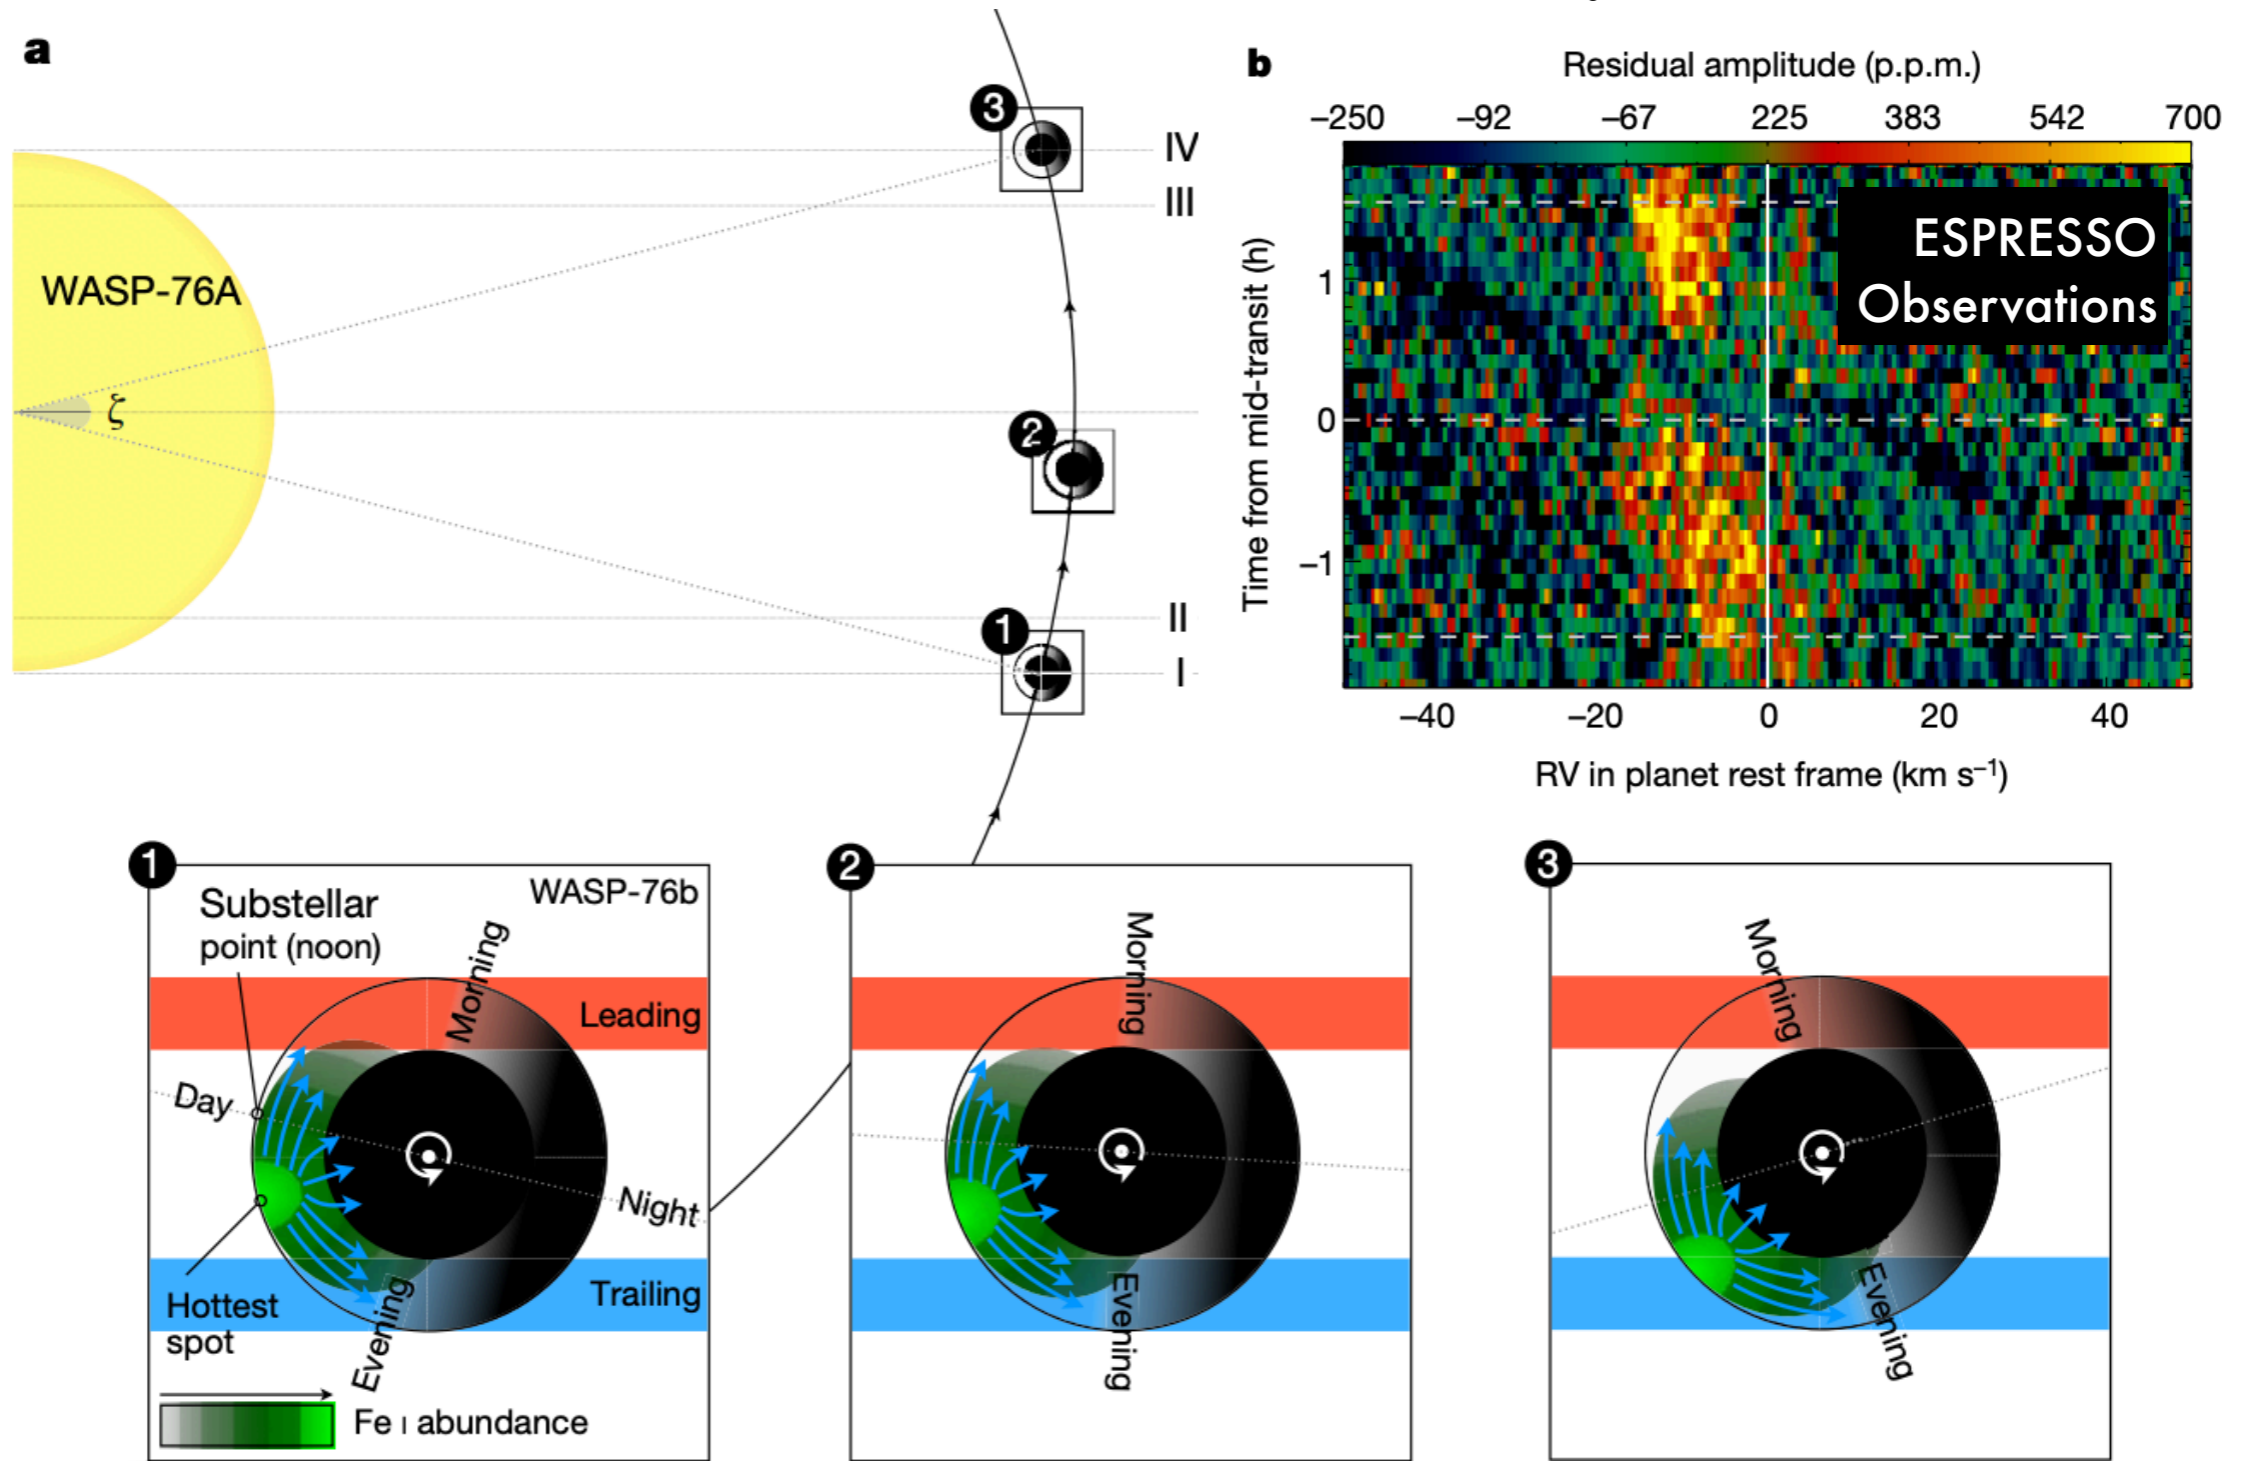 a
3
IV
III
WASP-76A
ζ
2
1
II
I
b
Residual amplitude (p.p.m.)
−250 −92 −67 225 383 542 700
ESPRESSO
Observations
Time from mid-transit (h)
1
0
−1
−40 −20 0 20 40
RV in planet rest frame (km s⁻¹)
1
WASP-76b
Substellar
point (noon)
Morning
Leading
Day
Night
Trailing
Hottest
spot
Evening
Fe I abundance
2
Morning
Evening
3
Morning
Evening